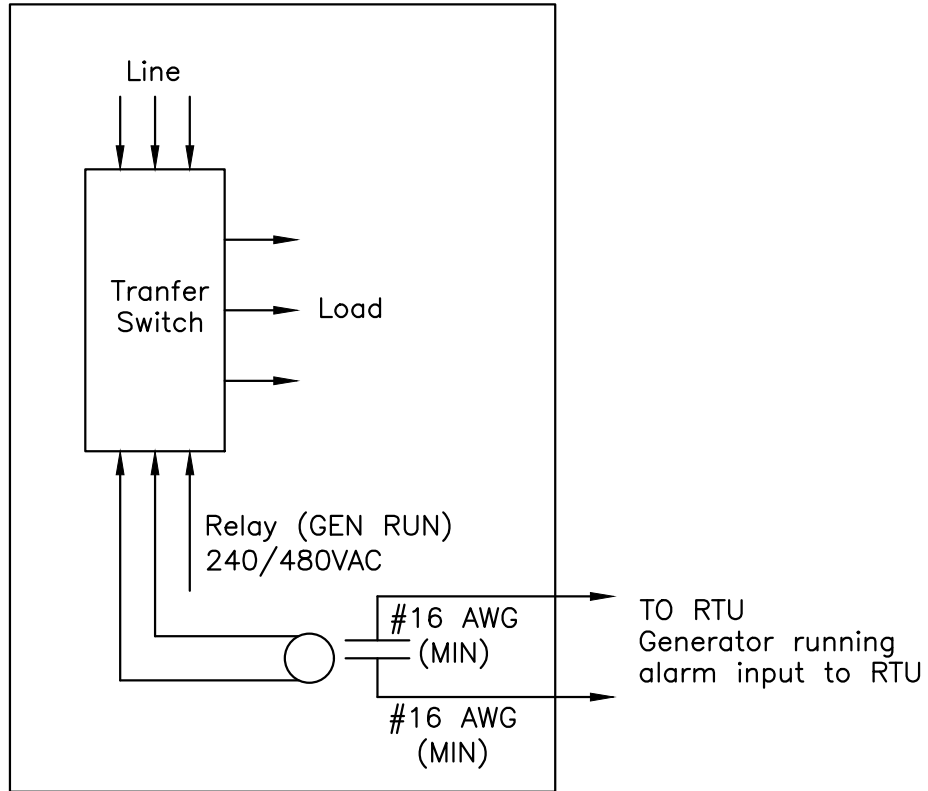 Line
Tranfer
Switch
Load
Relay (GEN RUN)
240/480VAC
#16 AWG
(MIN)
TO RTU
Generator running
alarm input to RTU
#16 AWG
(MIN)